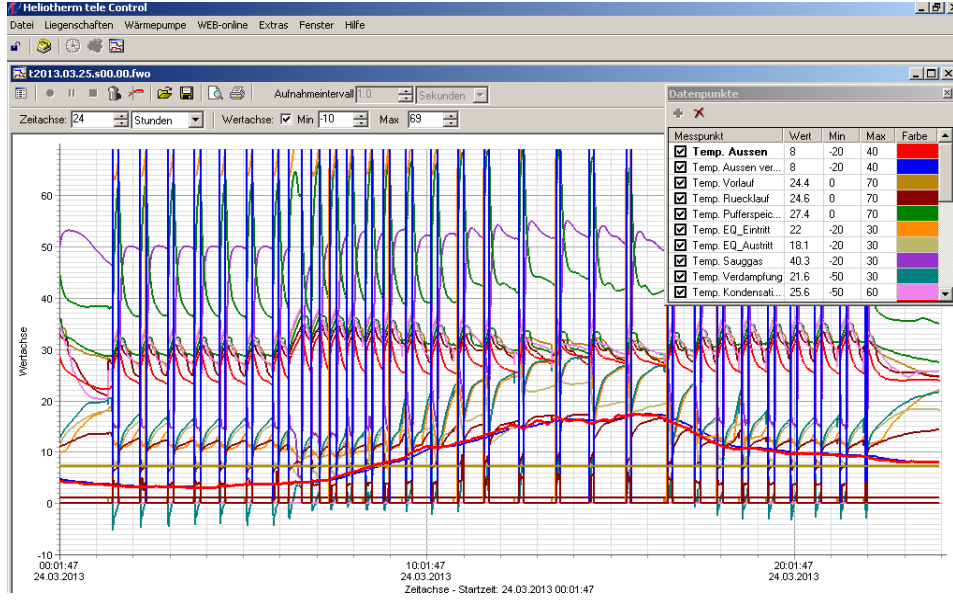 Heliotherm tele Control
Datei Liegenschaften Wärmepumpe WEB-online Extras Fenster Hilfe
t2013.03.25.s00.00.fwo
Aufnahmeintervall 1.0 Sekunden
Zeitachse: 24 Stunden Wertachse: Min -10 Max 69
Datenpunkte
Messpunkt Wert Min Max Farbe
Temp. Aussen 8 -20 40
Temp. Aussen ver... 8 -20 40
Temp. Vorlauf 24.4 0 70
Temp. Ruecklauf 24.6 0 70
Temp. Pufferspeic... 27.4 0 70
Temp. EQ_Eintritt 22 -20 30
Temp. EQ_Austritt 18.1 -20 30
Temp. Sauggas 40.3 -20 30
Temp. Verdampfung 21.6 -50 30
Temp. Kondensati... 25.6 -50 60
60
50
40
30
20
10
0
-10
Wertachse
00:01:47 10:01:47 20:01:47
24.03.2013 24.03.2013 24.03.2013
Zeitachse - Startzeit: 24.03.2013 00:01:47